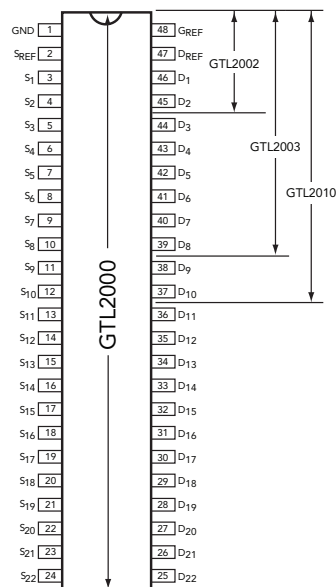 GND 1 48 GREF
SREF 2 47 DREF
S1 3 46 D1
GTL2002
S2 4 45 D2
S3 5 44 D3
S4 6 43 D4
GTL2003
S5 7 42 D5
S6 8 41 D6
GTL2010
S7 9 40 D7
S8 10 39 D8
S9 11 38 D9
S10 12 37 D10
GTL2000
S11 13 36 D11
S12 14 35 D12
S13 15 34 D13
S14 16 33 D14
S15 17 32 D15
S16 18 31 D16
S17 19 30 D17
S18 20 29 D18
S19 21 28 D19
S20 22 27 D20
S21 23 26 D21
S22 24 25 D22